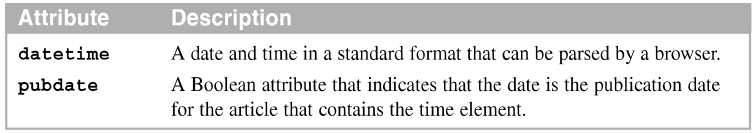 Attribute Description
datetime A date and time in a standard format that can be parsed by a browser.
pubdate A Boolean attribute that indicates that the date is the publication date
for the article that contains the time element.